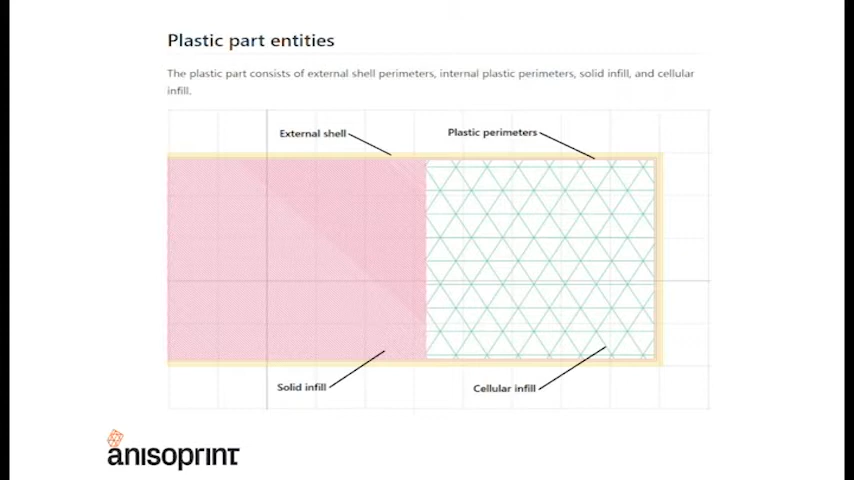 Plastic part entities
The plastic part consists of external shell perimeters, internal plastic perimeters, solid infill, and cellular
infill.
External shell
Plastic perimeters
Solid infill
Cellular infill
anisoprint